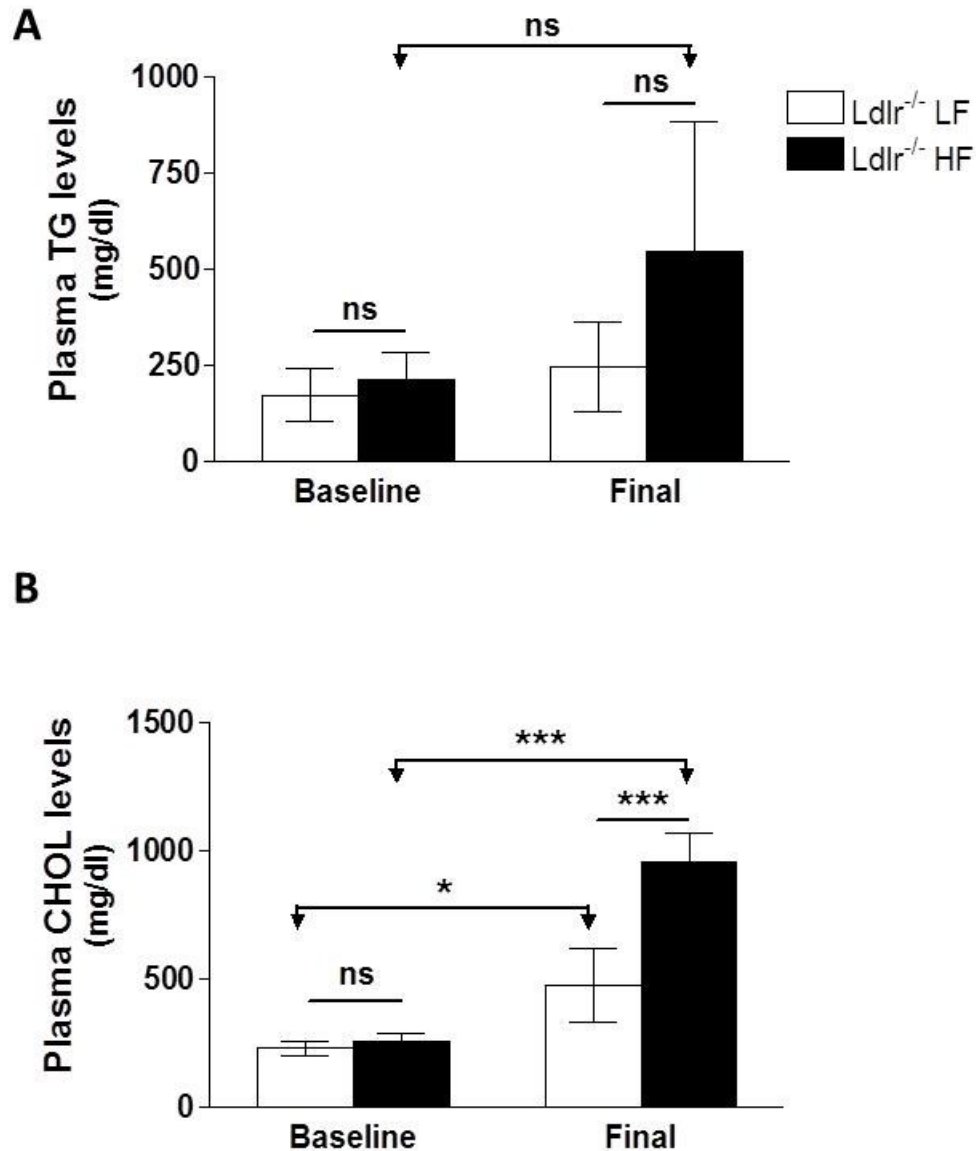 A
ns
ns
1000
750
500
250
0
Plasma TG levels
(mg/dl)
ns
Baseline
Final
Ldlr-/- LF
Ldlr-/- HF
B
1500
1000
500
0
Plasma CHOL levels
(mg/dl)
***
***
*
ns
Baseline
Final